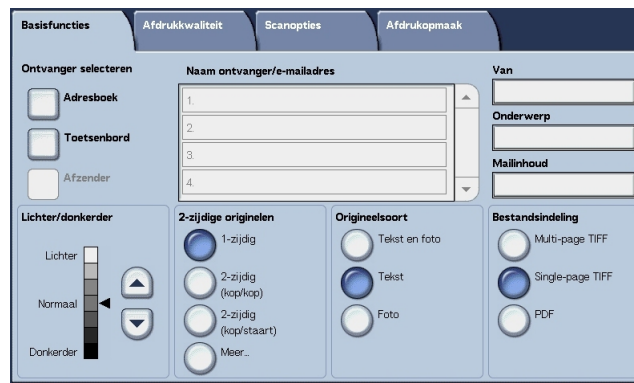 Basisfuncties
Afdrukkwaliteit
Scanopties
Afdrukopmaak
Ontvanger selecteren
Adresboek
Toetsenbord
Afzender
Naam ontvanger/e-mailadres
1.
2.
3.
4.
Van
Onderwerp
Mailinhoud
Lichter/donkerder
Lichter
Normaal
Donkerder
2-zijdige originelen
1-zijdig
2-zijdig
(kop/kop)
2-zijdig
(kop/staart)
Meer...
Origineelsoort
Tekst en foto
Tekst
Foto
Bestandsindeling
Multi-page TIFF
Single-page TIFF
PDF